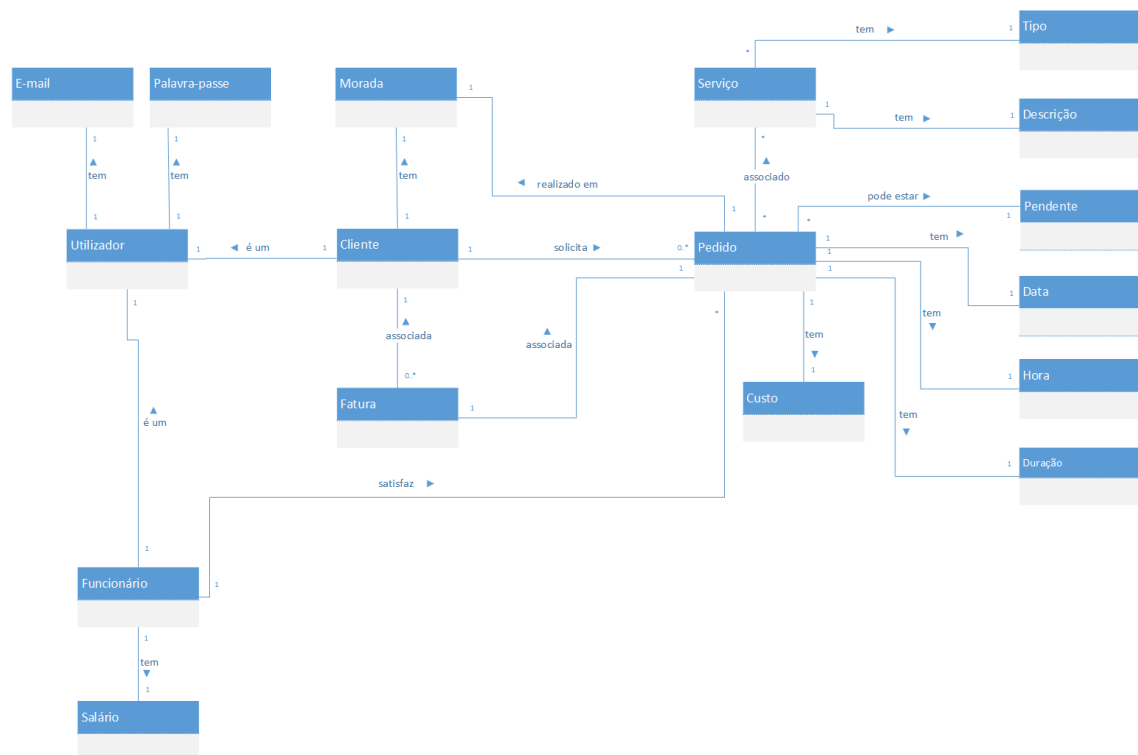 Tipo
tem ►
1
*
E-mail
Palavra-passe
Morada
Serviço
1
1
tem ►
1
Descrição
1
1
1
*
▲
tem
▲
tem
▲
tem
▲
associado
◄ realizado em
pode estar ►
Pendente
1
1
1
1
*
*
1
Utilizador
1
◄ é um
1
Cliente
1
solicita ►
0..*
Pedido
1
tem ►
1
1
1
1
Data
1
1
*
1
▲
associada
▲
associada
tem
▼
tem
▼
0..*
1
1
Hora
Fatura
1
Custo
▲
é um
tem
▼
1
Duração
satisfaz ►
1
Funcionário
1
1
tem
▼
1
Salário